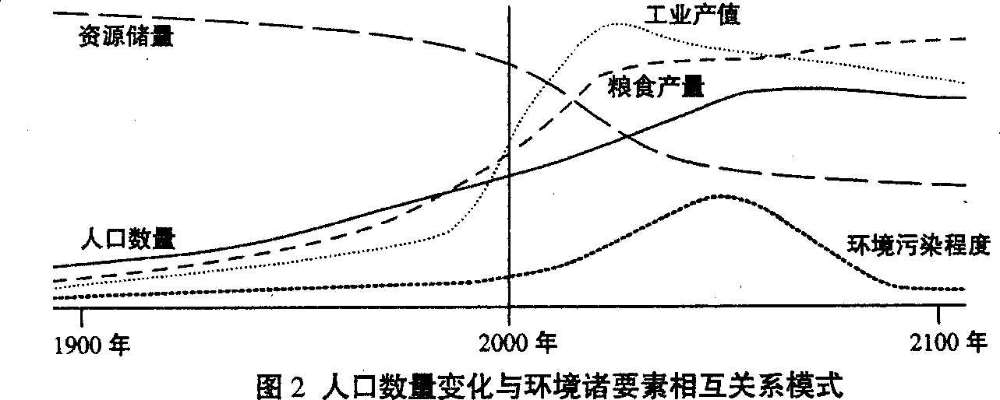 工业产值
资源储量
粮食产量
人口数量
环境污染程度
1900 年
2000 年
2100 年
图 2 人口数量变化与环境诸要素相互关系模式